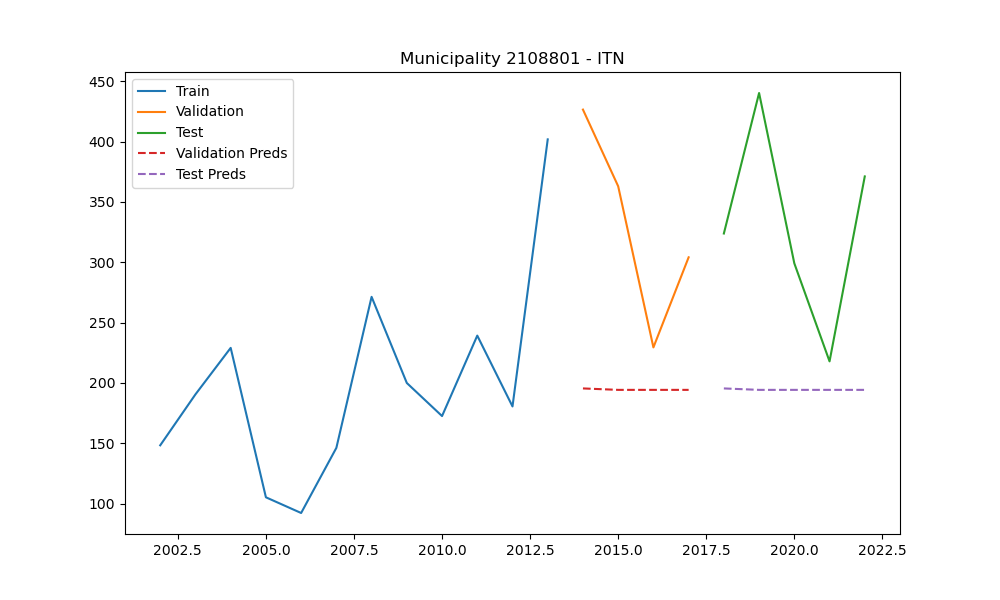 Municipality 2108801 - ITN
450
400
350
300
250
200
150
100
Train
Validation
Test
Validation Preds
Test Preds
2002.5 2005.0 2007.5 2010.0 2012.5 2015.0 2017.5 2020.0 2022.5